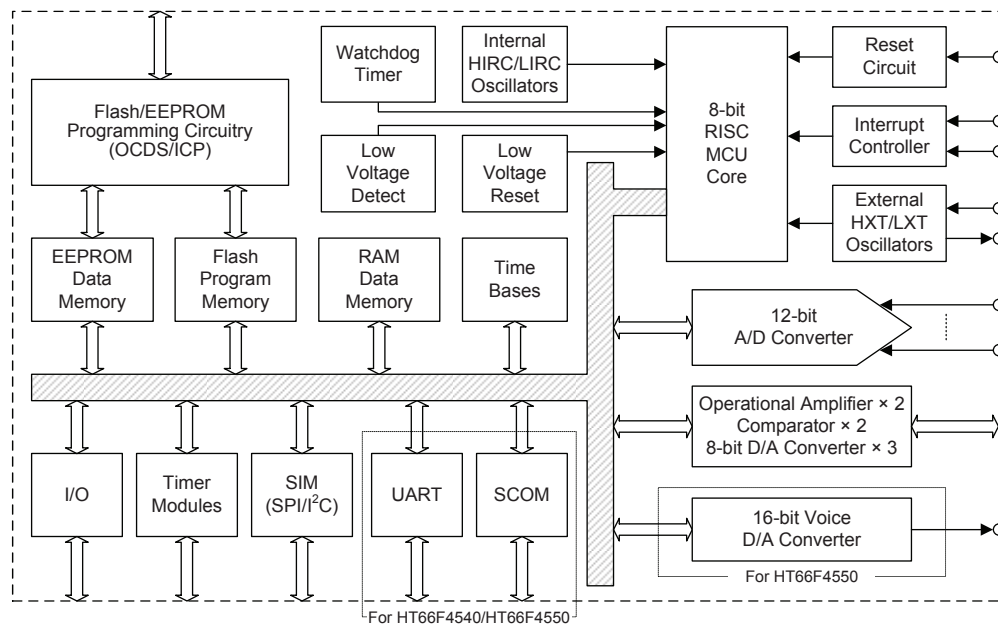 Flash/EEPROM
Programming Circuitry
(OCDS/ICP)
Watchdog
Timer
Internal
HIRC/LIRC
Oscillators
Low
Voltage
Detect
Low
Voltage
Reset
8-bit
RISC
MCU
Core
Reset
Circuit
Interrupt
Controller
External
HXT/LXT
Oscillators
EEPROM
Data
Memory
Flash
Program
Memory
RAM
Data
Memory
Time
Bases
12-bit
A/D Converter
Operational Amplifier × 2
Comparator × 2
8-bit D/A Converter × 3
I/O
Timer
Modules
SIM
(SPI/I²C)
UART
SCOM
16-bit Voice
D/A Converter
For HT66F4550
For HT66F4540/HT66F4550